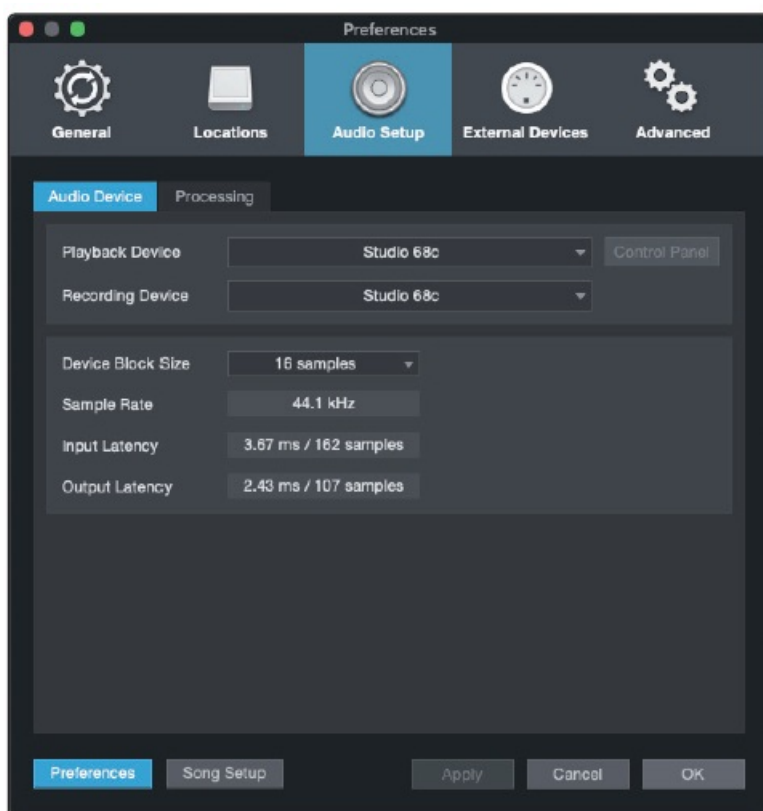 Preferences
General Locations Audio Setup External Devices Advanced
Audio Device Processing
Playback Device Studio 68c Control Panel
Recording Device Studio 68c
Device Block Size 16 samples
Sample Rate 44.1 kHz
Input Latency 3.67 ms / 162 samples
Output Latency 2.43 ms / 107 samples
Preferences Song Setup Apply Cancel OK